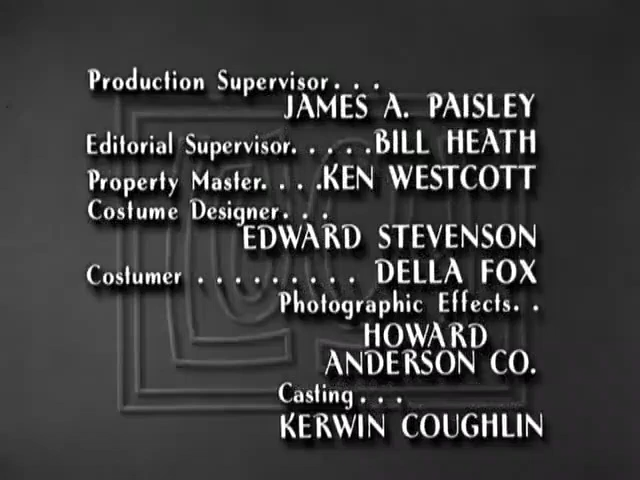 Production Supervisor. . .
JAMES A. PAISLEY
Editorial Supervisor. . . . .BILL HEATH
Property Master. . . .KEN WESTCOTT
Costume Designer. . .
EDWARD STEVENSON
Costumer . . . . . . . . . DELLA FOX
Photographic Effects. .
HOWARD
ANDERSON CO.
Casting . . .
KERWIN COUGHLIN